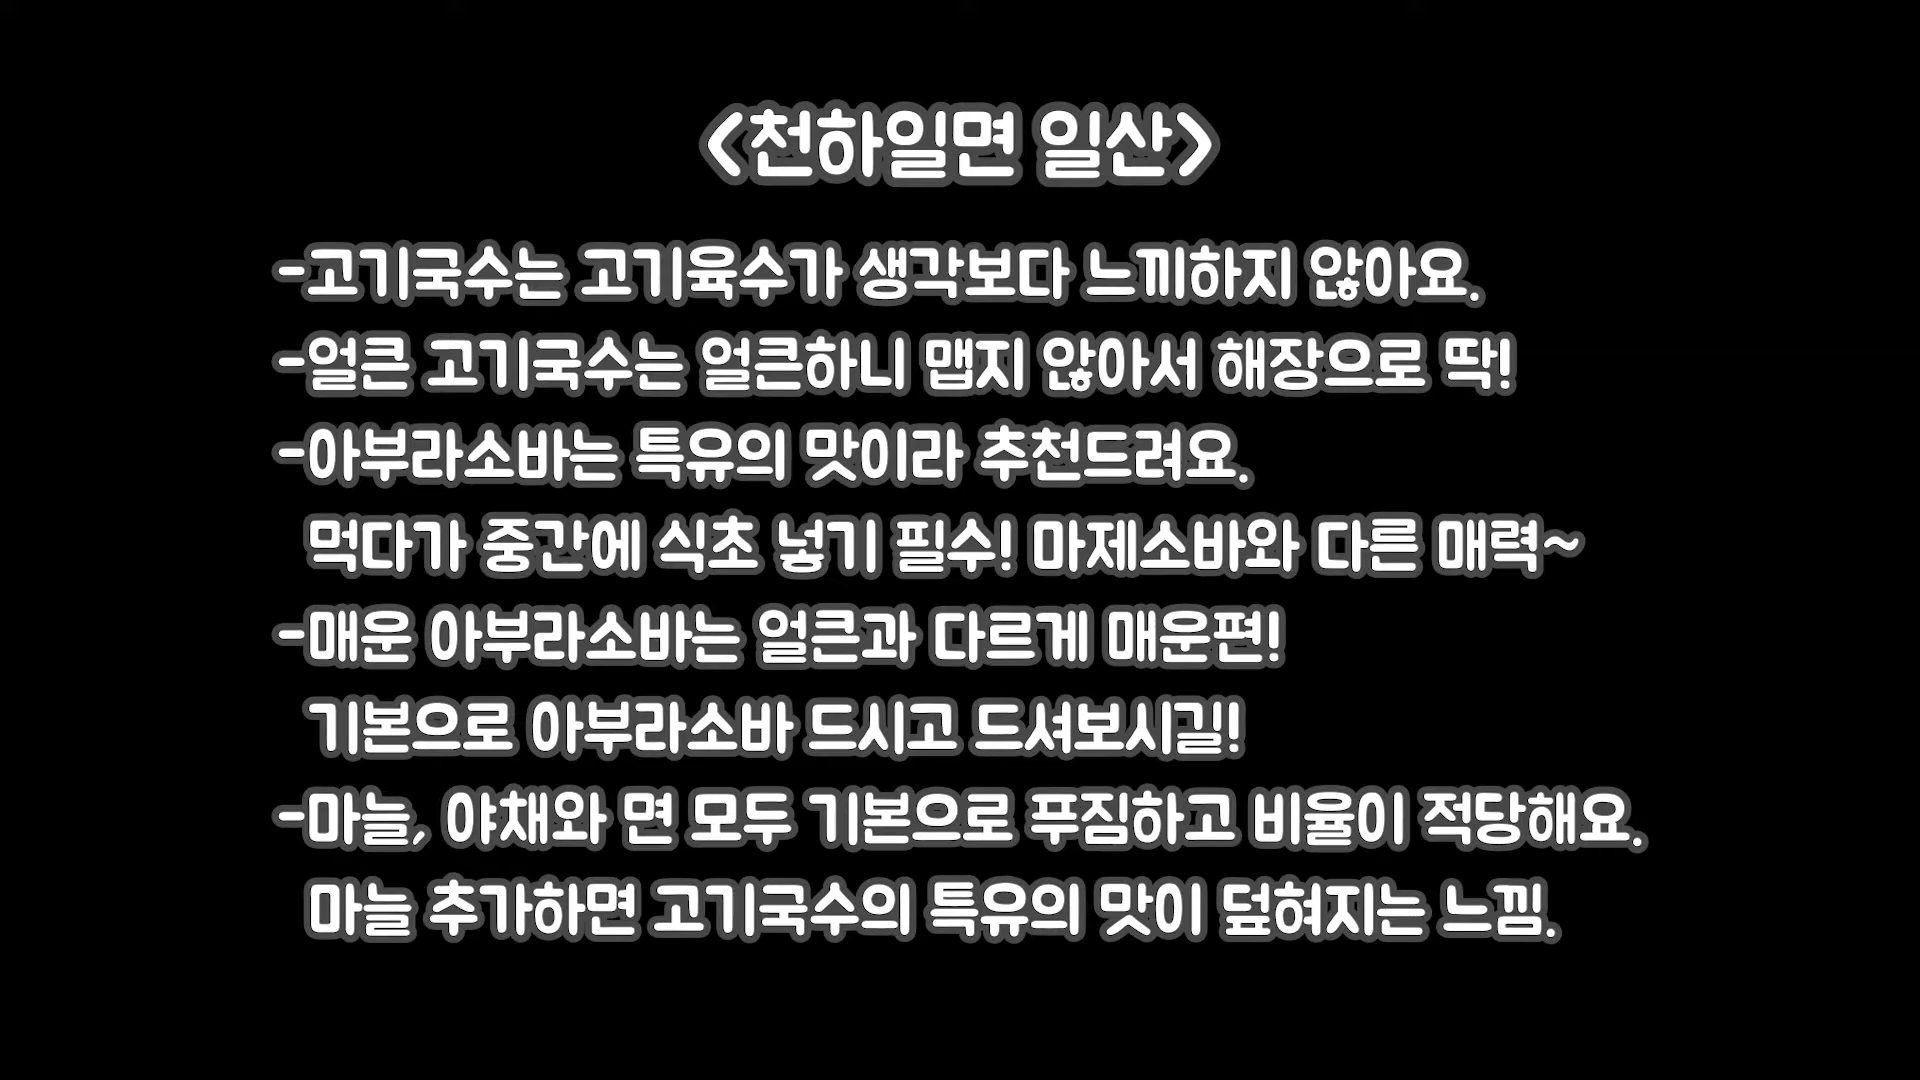 <천하일면 일산>
-고기국수는 고기육수가 생각보다 느끼하지 않아요.
-얼큰 고기국수는 얼큰하니 맵지 않아서 해장으로 딱!
-아부라소바는 특유의 맛이라 추천드려요.
먹다가 중간에 식초 넣기 필수! 마제소바와 다른 매력~
-매운 아부라소바는 얼큰과 다르게 매운편!
기본으로 아부라소바 드시고 드셔보시길!
-마늘, 야채와 면 모두 기본으로 푸짐하고 비율이 적당해요.
마늘 추가하면 고기국수의 특유의 맛이 덮혀지는 느낌.